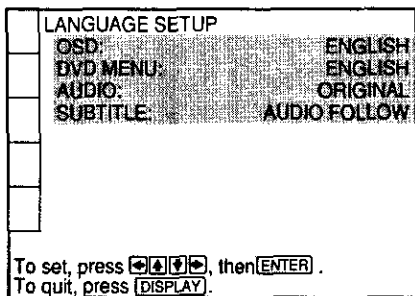 LANGUAGE SETUP
OSD: ENGLISH
DVD MENU: ENGLISH
AUDIO: ORIGINAL
SUBTITLE: AUDIO FOLLOW
To set, press ←↑↓→, then ENTER .
To quit, press DISPLAY.